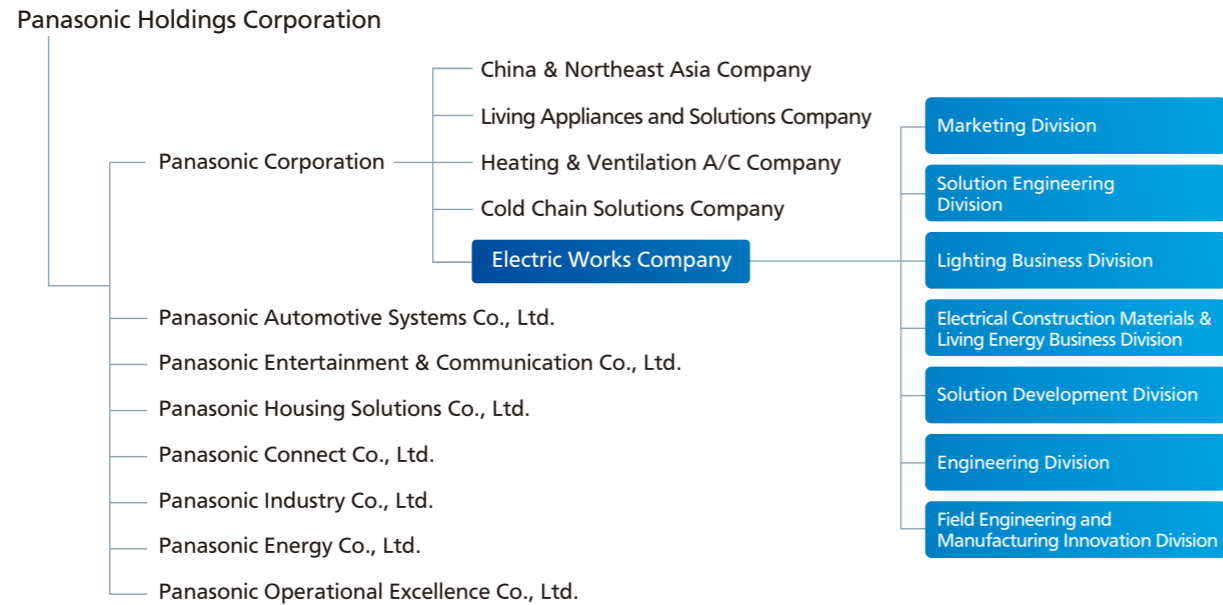 Panasonic Holdings Corporation
Panasonic Corporation
China & Northeast Asia Company
Living Appliances and Solutions Company
Heating & Ventilation A/C Company
Cold Chain Solutions Company
Electric Works Company
Marketing Division
Solution Engineering
Division
Lighting Business Division
Electrical Construction Materials &
Living Energy Business Division
Solution Development Division
Engineering Division
Field Engineering and
Manufacturing Innovation Division
Panasonic Automotive Systems Co., Ltd.
Panasonic Entertainment & Communication Co., Ltd.
Panasonic Housing Solutions Co., Ltd.
Panasonic Connect Co., Ltd.
Panasonic Industry Co., Ltd.
Panasonic Energy Co., Ltd.
Panasonic Operational Excellence Co., Ltd.